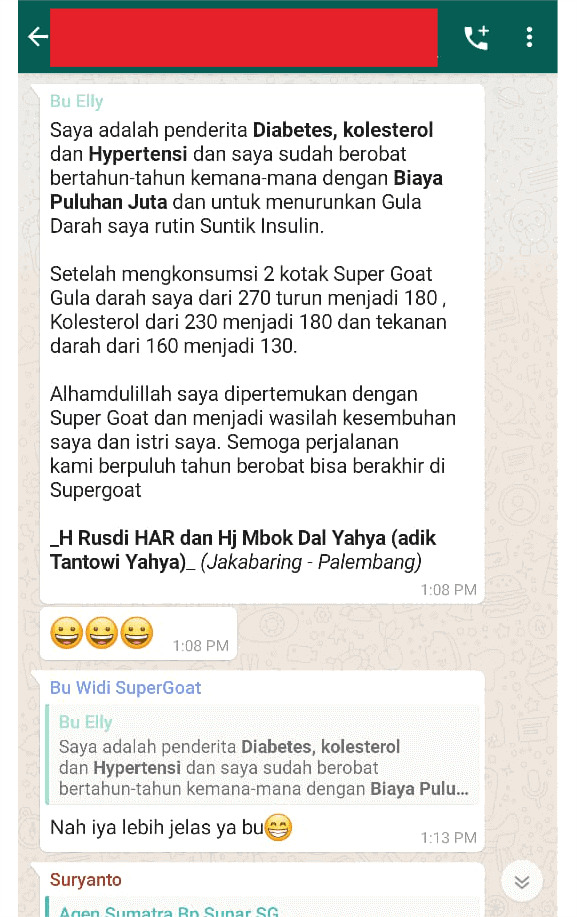 Bu Elly
Saya adalah penderita Diabetes, kolesterol
dan Hypertensi dan saya sudah berobat
bertahun-tahun kemana-mana dengan Biaya
Puluhan Juta dan untuk menurunkan Gula
Darah saya rutin Suntik Insulin.
Setelah mengkonsumsi 2 kotak Super Goat
Gula darah saya dari 270 turun menjadi 180 ,
Kolesterol dari 230 menjadi 180 dan tekanan
darah dari 160 menjadi 130.
Alhamdulillah saya dipertemukan dengan
Super Goat dan menjadi wasilah kesembuhan
saya dan istri saya. Semoga perjalanan
kami berpuluh tahun berobat bisa berakhir di
Supergoat
_H Rusdi HAR dan Hj Mbok Dal Yahya (adik
Tantowi Yahya)_ (Jakabaring - Palembang)
1:08 PM
😀😀😀 1:08 PM
Bu Widi SuperGoat
Bu Elly
Saya adalah penderita Diabetes, kolesterol
dan Hypertensi dan saya sudah berobat
bertahun-tahun kemana-mana dengan Biaya Pulu...
Nah iya lebih jelas ya bu😁
1:13 PM
Suryanto
Agen Sumatra Bp Sunar SG